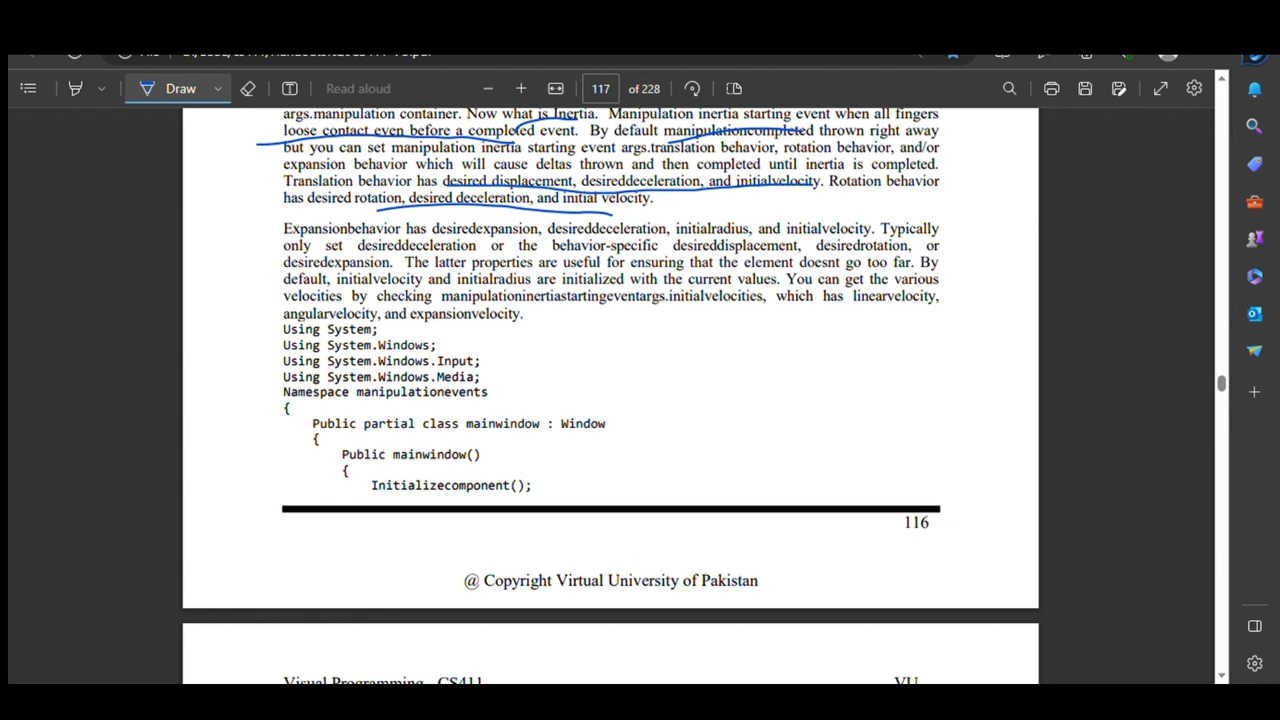 Draw
Read aloud
117 of 228
args.manipulation container. Now what is Inertia. Manipulation inertia starting event when all fingers
loose contact even before a completed event. By default manipulationcompleted thrown right away
but you can set manipulation inertia starting event args.translation behavior, rotation behavior, and/or
expansion behavior which will cause deltas thrown and then completed until inertia is completed.
Translation behavior has desired displacement, desireddeceleration, and initialvelocity. Rotation behavior
has desired rotation, desired deceleration, and initial velocity.
Expansionbehavior has desiredexpansion, desireddeceleration, initialradius, and initialvelocity. Typically
only set desireddeceleration or the behavior-specific desireddisplacement, desiredrotation, or
desiredexpansion. The latter properties are useful for ensuring that the element doesnt go too far. By
default, initialvelocity and initialradius are initialized with the current values. You can get the various
velocities by checking manipulationinertiastartingeventargs.initialvelocities, which has linearvelocity,
angularvelocity, and expansionvelocity.
Using System;
Using System.Windows;
Using System.Windows.Input;
Using System.Windows.Media;
Namespace manipulationevents
{
Public partial class mainwindow : Window
{
Public mainwindow()
{
Initializecomponent();
116
@ Copyright Virtual University of Pakistan
Visual Programming - CS411 VU